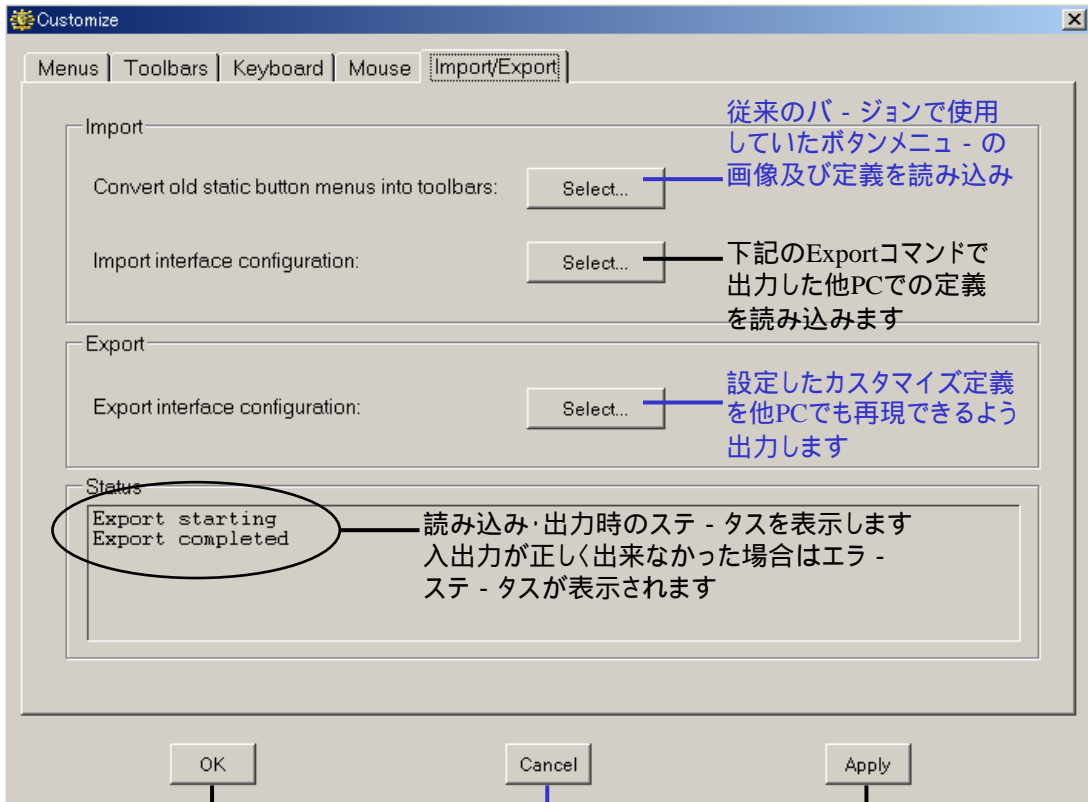 Customize
Menus Toolbars Keyboard Mouse Import/Export
Import
従来のバ - ジョンで使用
していたボタンメニュ - の
画像及び定義を読み込み
Convert old static button menus into toolbars:
Select...
Import interface configuration:
Select...
下記のExportコマンドで
出力した他PCでの定義
を読み込みます
Export
Export interface configuration:
Select...
設定したカスタマイズ定義
を他PCでも再現できるよう
出力します
Status
Export starting
Export completed
読み込み・出力時のステ - タスを表示します
入出力が正しく出来なかった場合はエラ -
ステ - タスが表示されます
OK Cancel Apply